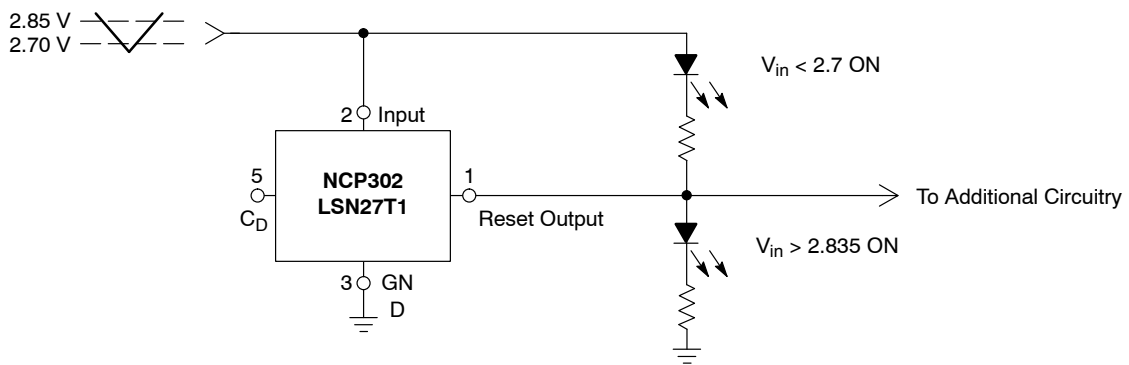 2.85 V
2.70 V
Vin < 2.7 ON
2 Input
5
NCP302
LSN27T1
1
CD
Reset Output
To Additional Circuitry
Vin > 2.835 ON
3 GN
D